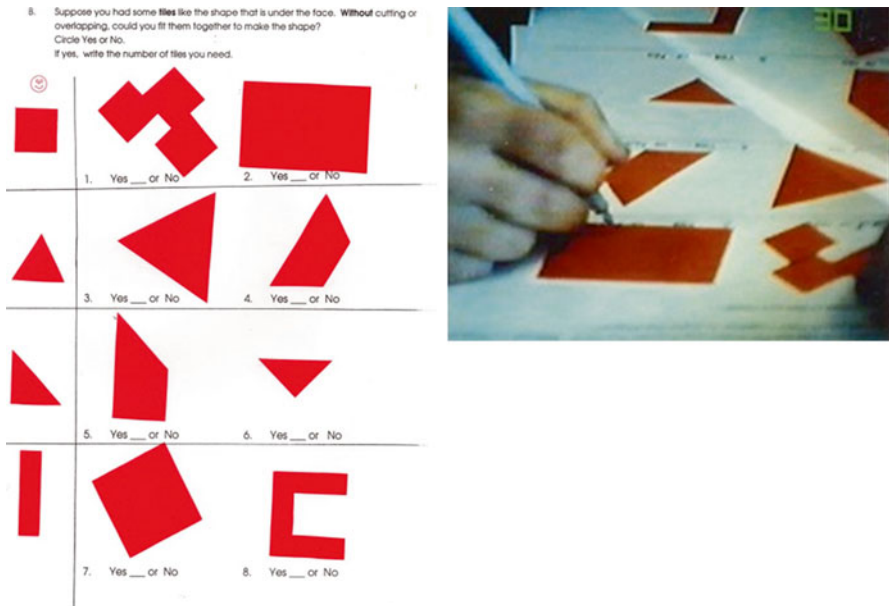 8. Suppose you had some tiles like the shape that is under the face. Without cutting or
overlapping, could you fit them together to make the shape?
Circle Yes or No.
If yes, write the number of tiles you need.
1. Yes ___ or No
2. Yes ___ or No
3. Yes ___ or No
4. Yes ___ or No
5. Yes ___ or No
6. Yes ___ or No
7. Yes ___ or No
8. Yes ___ or No